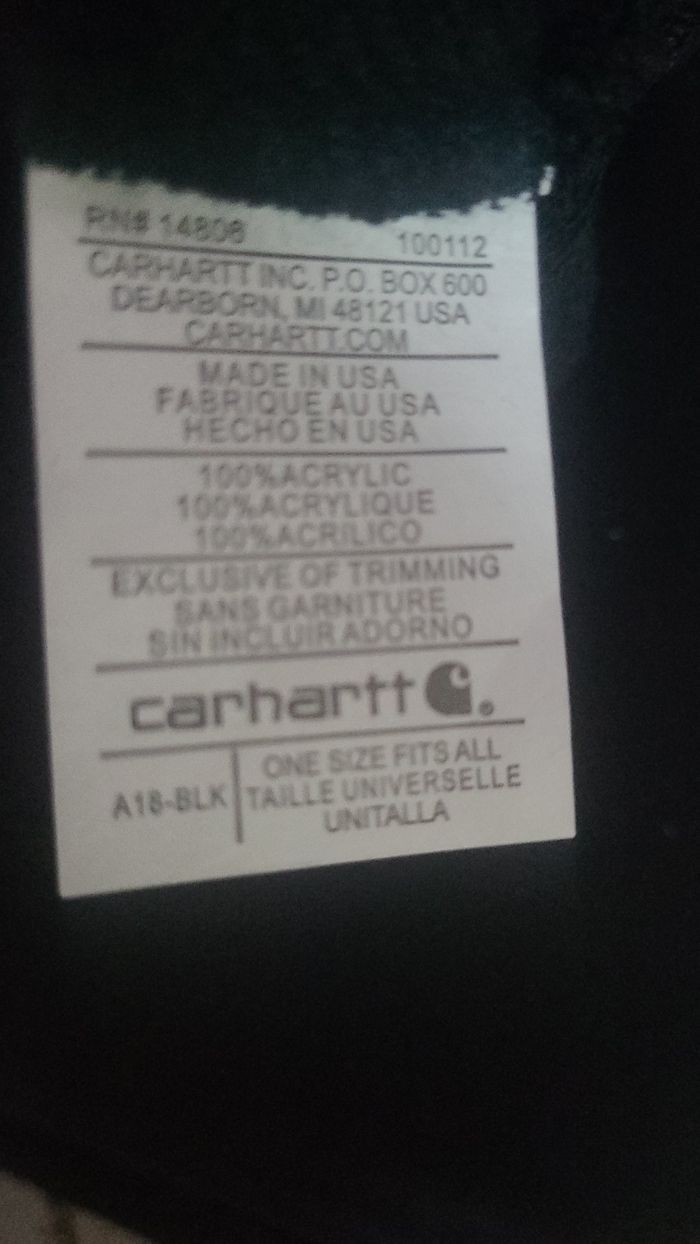 RN# 14806 100112
CARHARTT INC. P.O. BOX 600
DEARBORN, MI 48121 USA
CARHARTT.COM
MADE IN USA
FABRIQUE AU USA
HECHO EN USA
100%ACRYLIC
100%ACRYLIQUE
100%ACRILICO
EXCLUSIVE OF TRIMMING
SANS GARNITURE
SIN INCLUIR ADORNO
carhartt
A18-BLK
ONE SIZE FITS ALL
TAILLE UNIVERSELLE
UNITALLA